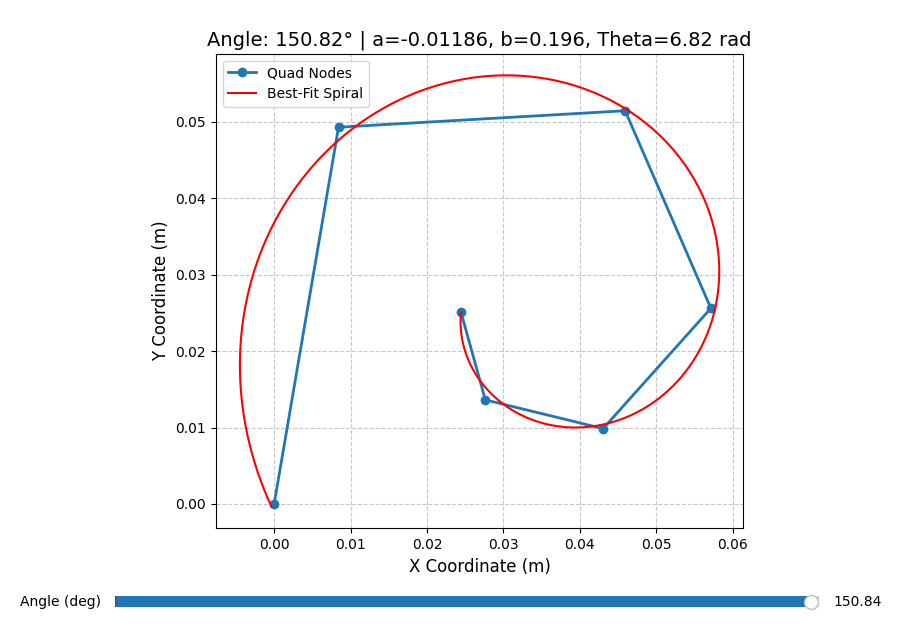 Angle: 150.82° | a=-0.01186, b=0.196, Theta=6.82 rad
Quad Nodes
Best-Fit Spiral
0.05
0.04
0.03
0.02
0.01
0.00
Y Coordinate (m)
0.00 0.01 0.02 0.03 0.04 0.05 0.06
X Coordinate (m)
Angle (deg) 150.84